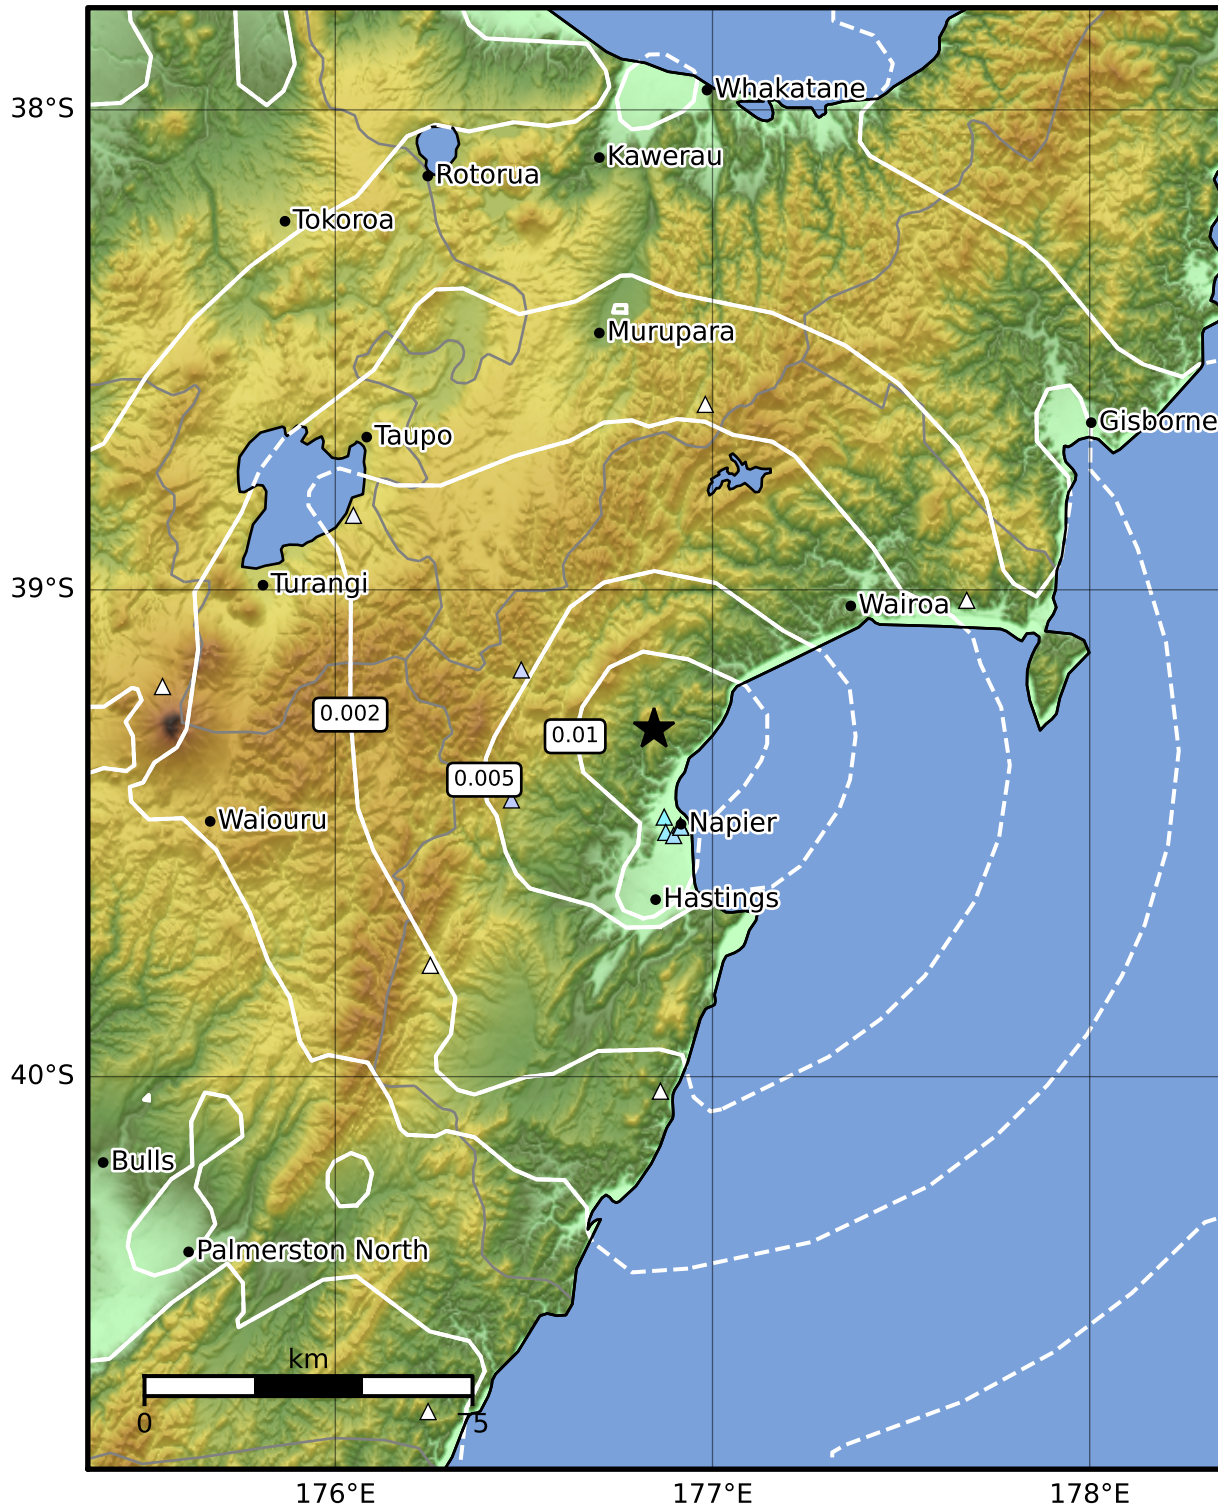 38°S
Whakatane
Kawerau
Rotorua
Tokoroa
Murupara
Taupo
Gisborne
39°S
Turangi
Wairoa
0.002
0.01
0.005
Waiouru
Napier
Hastings
40°S
Bulls
Palmerston North
km
0
75
176°E
177°E
178°E